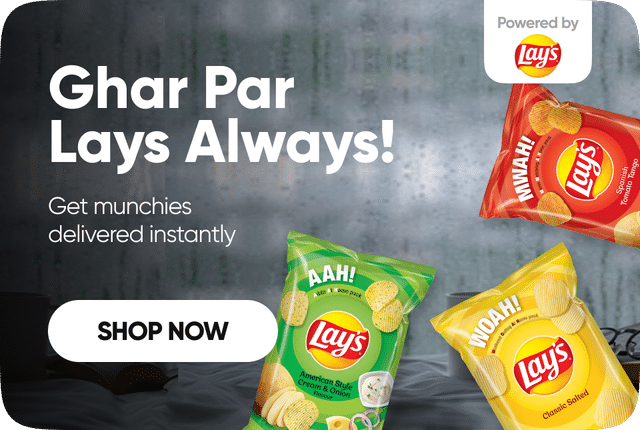 Powered by
Lay's
Ghar Par
Lays Always!
Get munchies
delivered instantly
SHOP NOW
MWAH!
Lay's
Spanish
Tomato Tango
AAH!
Lay's
American Style
Cream & Onion
Flavour
WOAH!
Lay's
Classic Salted